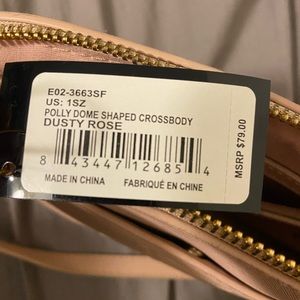 E02-3663SF
US: 1SZ
POLLY DOME SHAPED CROSSBODY
DUSTY ROSE
8 43447 12685 4
MADE IN CHINA FABRIQUÉ EN CHINE
MSRP $79.00